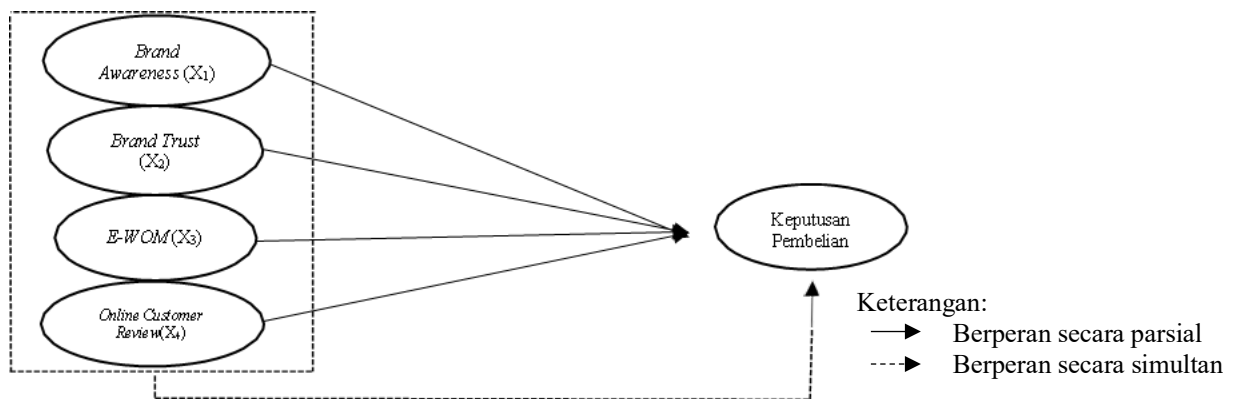 Brand
Awareness (X₁)
Brand Trust
(X₂)
E-WOM (X₃)
Online Customer
Review(X₄)
Keputusan
Pembelian
Keterangan:
Berperan secara parsial
Berperan secara simultan